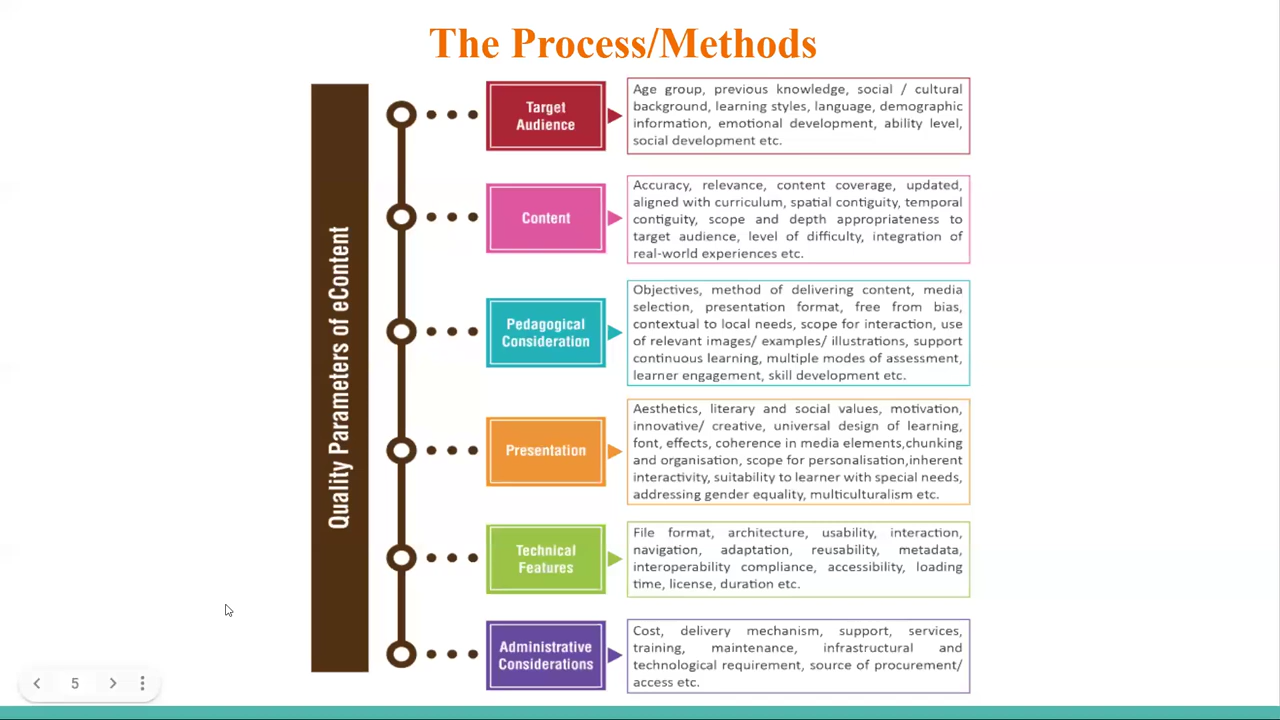 The Process/Methods
Quality Parameters of eContent
Target
Audience
Age group, previous knowledge, social / cultural
background, learning styles, language, demographic
information, emotional development, ability level,
social development etc.
Content
Accuracy, relevance, content coverage, updated,
aligned with curriculum, spatial contiguity, temporal
contiguity, scope and depth appropriateness to
target audience, level of difficulty, integration of
real-world experiences etc.
Pedagogical
Consideration
Objectives, method of delivering content, media
selection, presentation format, free from bias,
contextual to local needs, scope for interaction, use
of relevant images/ examples/ illustrations, support
continuous learning, multiple modes of assessment,
learner engagement, skill development etc.
Presentation
Aesthetics, literary and social values, motivation,
innovative/ creative, universal design of learning,
font, effects, coherence in media elements,chunking
and organisation, scope for personalisation,inherent
interactivity, suitability to learner with special needs,
addressing gender equality, multiculturalism etc.
Technical
Features
File format, architecture, usability, interaction,
navigation, adaptation, reusability, metadata,
interoperability compliance, accessibility, loading
time, license, duration etc.
Administrative
Considerations
Cost, delivery mechanism, support, services,
training, maintenance, infrastructural and
technological requirement, source of procurement/
access etc.
5